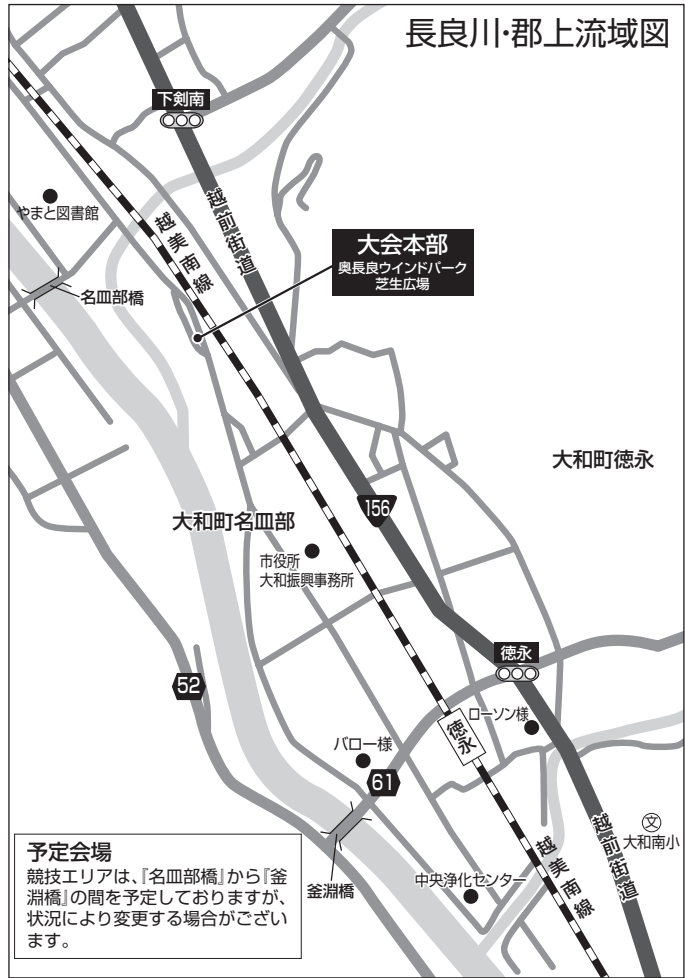 長良川・郡上流域図
下剣南
やまと図書館
越美南線
越前街道
大会本部
奥長良ウインドパーク
芝生広場
名皿部橋
大和町徳永
156
大和町名皿部
市役所
大和振興事務所
徳永
52
ローソン様
徳永
バロー様
61
文
大和南小
越前街道
越美南線
中央浄化センター
釜淵橋
予定会場
競技エリアは、『名皿部橋』から『釜
淵橋』の間を予定しておりますが、
状況により変更する場合がござい
ます。